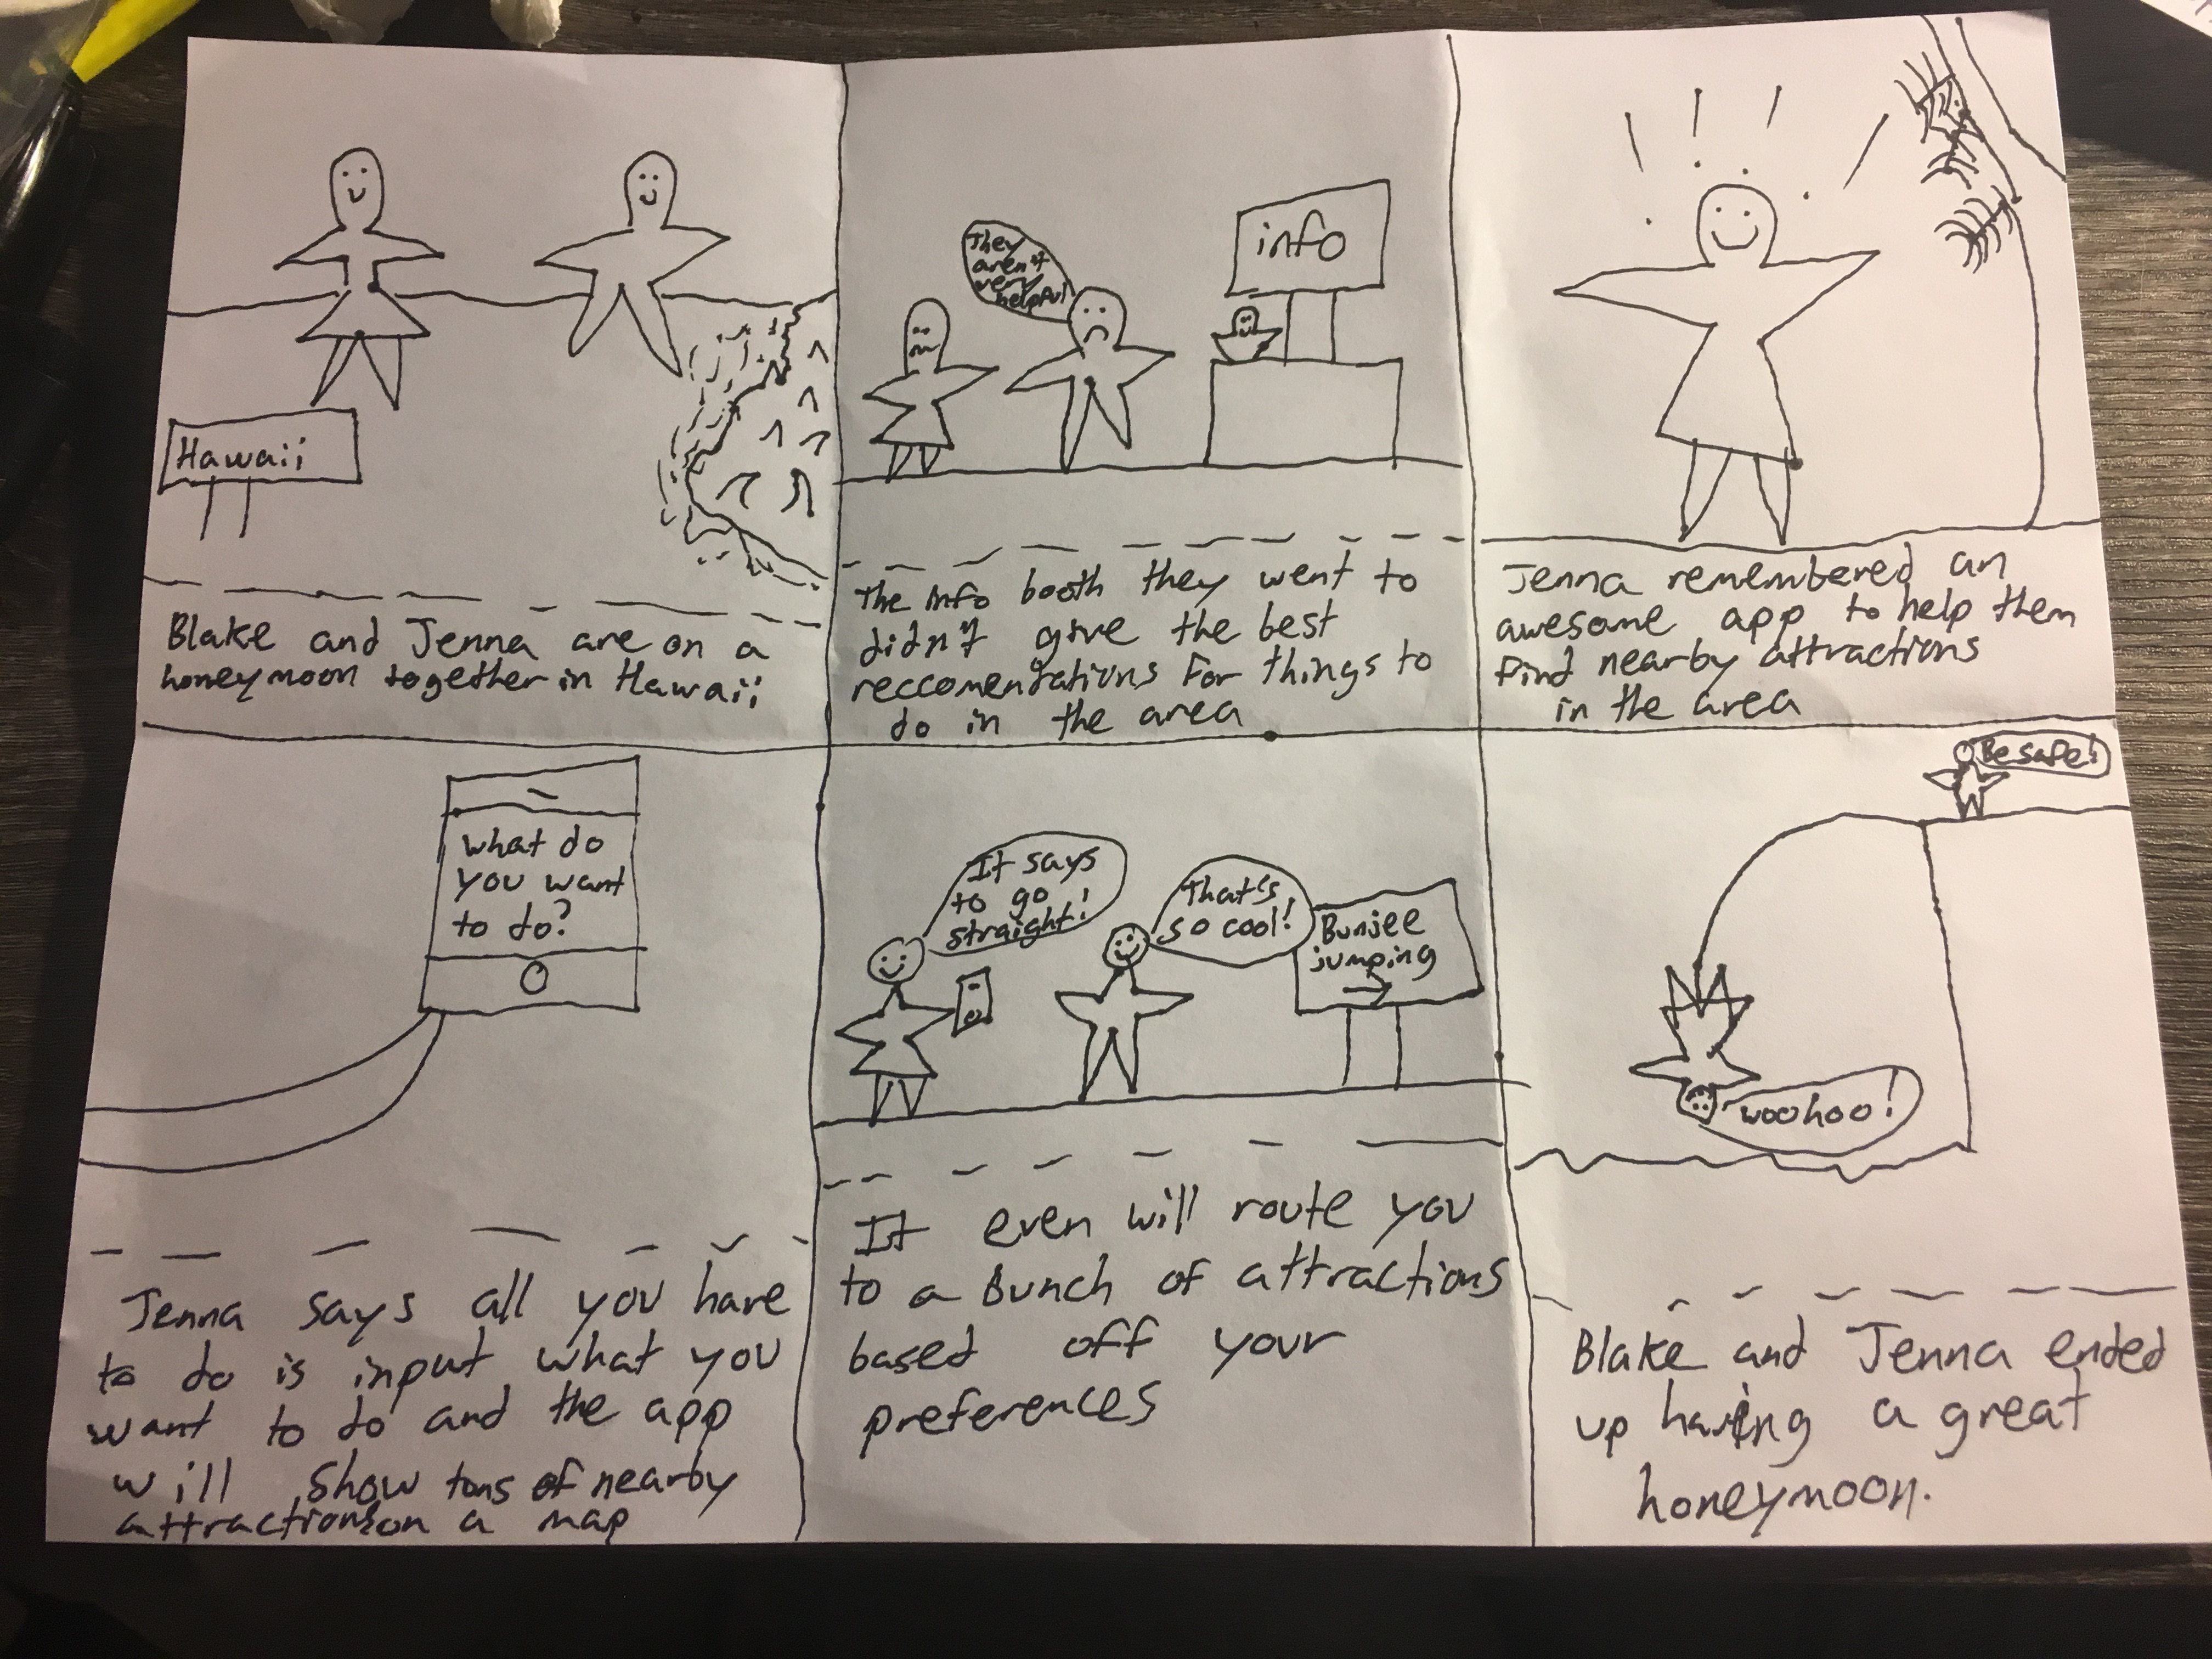 Hawaii
Blake and Jenna are on a
honeymoon together in Hawaii
They
aren't
very
helpful
info
The info booth they went to
didn't give the best
reccomendations for things to
do in the area
Jenna remembered an
awesome app to help them
find nearby attractions
in the area
what do
you want
to do?
Jenna says all you have
to do is input what you
want to do and the app
will show tons of nearby
attractions on a map
It says
to go
straight!
That's
so cool!
Bunjee
jumping
It even will route you
to a Bunch of attractions
based off your
preferences
Be safe!
woohoo!
Blake and Jenna ended
up having a great
honeymoon.